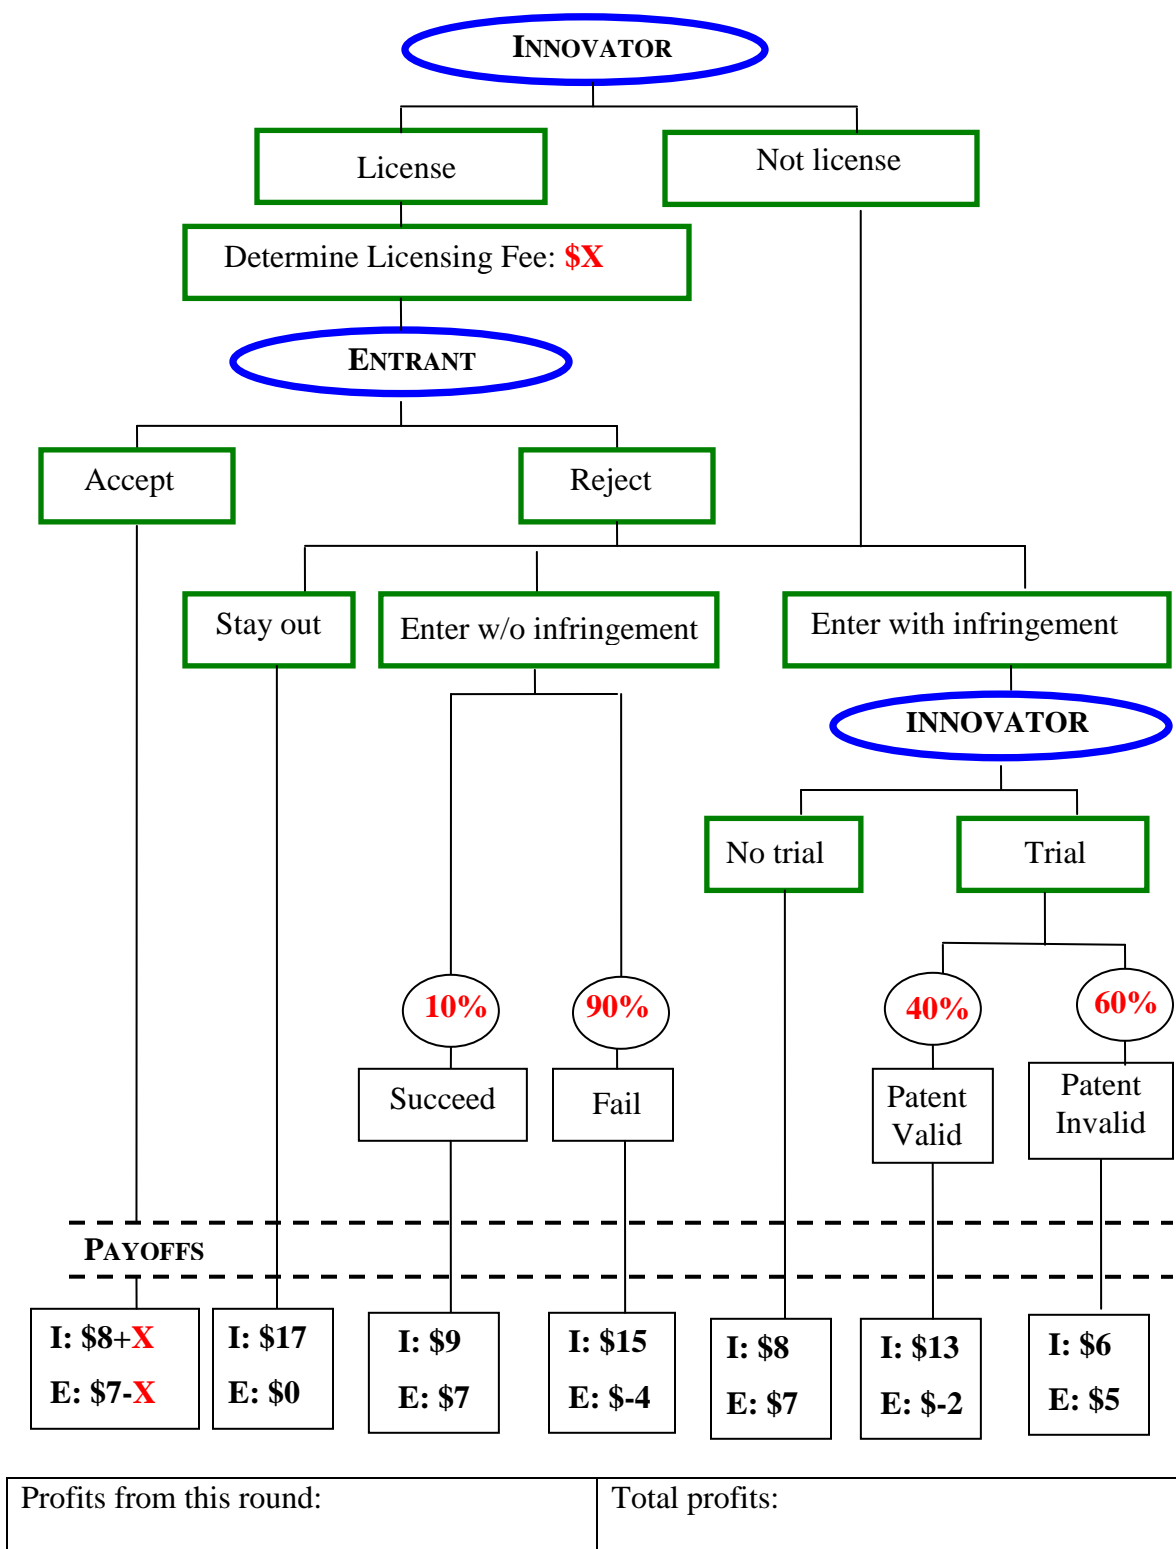 INNOVATOR
License
Not license
Determine Licensing Fee: $X
ENTRANT
Accept
Reject
Stay out
Enter w/o infringement
Enter with infringement
INNOVATOR
No trial
Trial
10%
90%
40%
60%
Succeed
Fail
Patent
Valid
Patent
Invalid
PAYOFFS
I: $8+X
E: $7-X
I: $17
E: $0
I: $9
E: $7
I: $15
E: $-4
I: $8
E: $7
I: $13
E: $-2
I: $6
E: $5
Profits from this round:
Total profits: